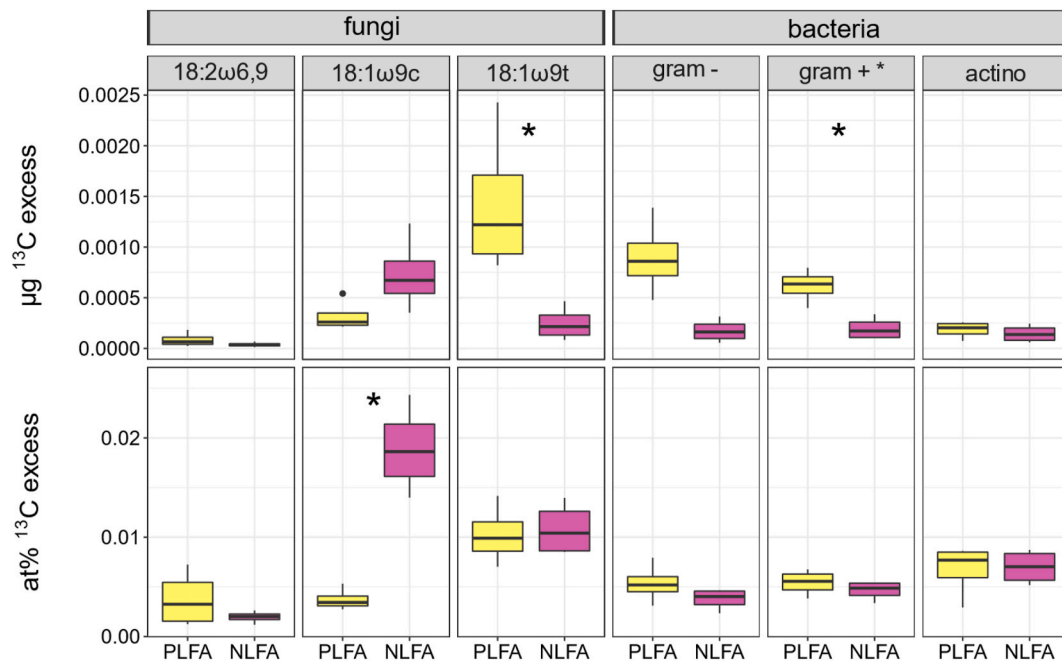 fungi bacteria
18:2ω6,9 18:1ω9c 18:1ω9t gram - gram + * actino
µg ¹³C excess
0.0025
0.0020
0.0015
0.0010
0.0005
0.0000
* *
at% ¹³C excess
0.02
0.01
0.00
*
PLFA NLFA PLFA NLFA PLFA NLFA PLFA NLFA PLFA NLFA PLFA NLFA